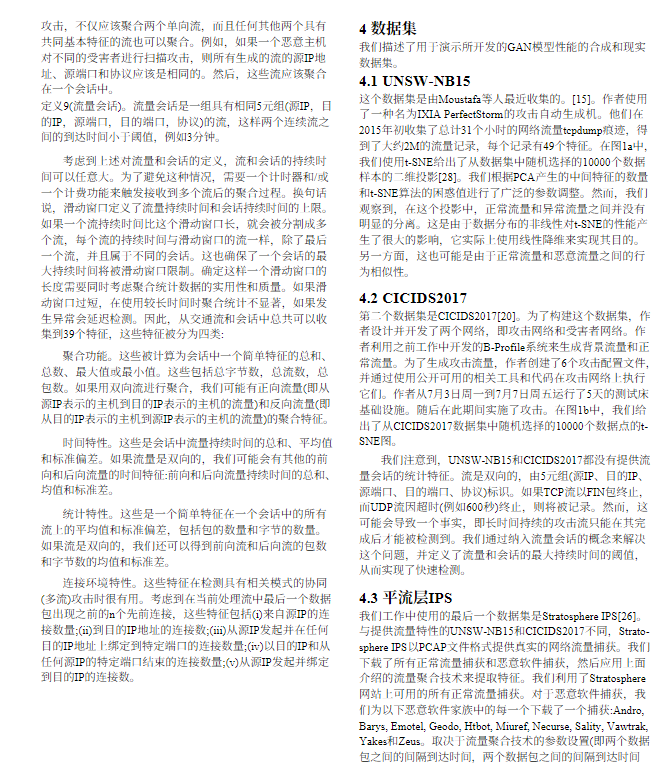 攻击，不仅应该聚合两个单向流，而且任何其他两个具有
共同基本特征的流也可以聚合。例如，如果一个恶意主机
对不同的受害者进行扫描攻击，则所有生成的流的源IP地
址、源端口和协议应该是相同的。然后，这些流应该聚合
在一个会话中。
定义9(流量会话)。流量会话是一组具有相同5元组(源IP，目
的IP，源端口，目的端口，协议)的流，这样两个连续流之
间的到达时间小于阈值，例如3分钟。
考虑到上述对流量和会话的定义，流和会话的持续时
间可以任意大。为了避免这种情况，需要一个计时器和/或
一个计费功能来触发接收到多个流后的聚合过程。换句话
说，滑动窗口定义了流量持续时间和会话持续时间的上限。
如果一个流持续时间比这个滑动窗口长，就会被分割成多
个流，每个流的持续时间与滑动窗口的流一样，除了最后
一个流，并且属于不同的会话。这也确保了一个会话的最
大持续时间将被滑动窗口限制。确定这样一个滑动窗口的
长度需要同时考虑聚合统计数据的实用性和质量。如果滑
动窗口过短，在使用较长时间时聚合统计不显著，如果发
生异常会延迟检测。因此，从交通流和会话中总共可以收
集到39个特征，这些特征被分为四类:
聚合功能。这些被计算为会话中一个简单特征的总和、
总数、最大值或最小值。这些包括总字节数，总流数，总
包数。如果用双向流进行聚合，我们可能有正向流量(即从
源IP表示的主机到目的IP表示的主机的流量)和反向流量(即
从目的IP表示的主机到源IP表示的主机的流量)的聚合特征。
时间特性。这些是会话中流量持续时间的总和、平均值
和标准偏差。如果流量是双向的，我们可能会有其他的前
向和后向流量的时间特征:前向和后向流量持续时间的总和、
均值和标准差。
统计特性。这些是一个简单特征在一个会话中的所有
流上的平均值和标准偏差，包括包的数量和字节的数量。
如果流是双向的，我们还可以得到前向流和后向流的包数
和字节数的均值和标准差。
连接环境特性。这些特征在检测具有相关模式的协同
(多流)攻击时很有用。考虑到在当前处理流中最后一个数据
包出现之前的n个先前连接，这些特征包括(i)来自源IP的连
接数量;(ii)到目的IP地址的连接数;(iii)从源IP发起并在任何
目的IP地址上绑定到特定端口的连接数量;(iv)以目的IP和从
任何源IP的特定端口结束的连接数量;(v)从源IP发起并绑定
到目的IP的连接数。
4 数据集
我们描述了用于演示所开发的GAN模型性能的合成和现实
数据集。
4.1 UNSW-NB15
这个数据集是由Moustafa等人最近收集的。[15]。作者使用
了一种名为IXIA PerfectStorm的攻击自动生成机。他们在
2015年初收集了总计31个小时的网络流量tcpdump痕迹，得
到了大约2M的流量记录，每个记录有49个特征。在图1a中，
我们使用t-SNE给出了从数据集中随机选择的10000个数据
样本的二维投影[28]。我们根据PCA产生的中间特征的数量
和t-SNE算法的困惑值进行了广泛的参数调整。然而，我们
观察到，在这个投影中，正常流量和异常流量之间并没有
明显的分离。这是由于数据分布的非线性对t-SNE的性能产
生了很大的影响，它实际上使用线性降维来实现其目的。
另一方面，这也可能是由于正常流量和恶意流量之间的行
为相似性。
4.2 CICIDS2017
第二个数据集是CICIDS2017[20]。为了构建这个数据集，作
者设计并开发了两个网络，即攻击网络和受害者网络。作
者利用之前工作中开发的B-Profile系统来生成背景流量和正
常流量。为了生成攻击流量，作者创建了6个攻击配置文件，
并通过使用公开可用的相关工具和代码在攻击网络上执行
它们。作者从7月3日周一到7月7日周五运行了5天的测试床
基础设施。随后在此期间实施了攻击。在图1b中，我们给
出了从CICIDS2017数据集中随机选择的10000个数据点的t-
SNE图。
我们注意到，UNSW-NB15和CICIDS2017都没有提供流
量会话的统计特征。流是双向的，由5元组(源IP、目的IP、
源端口、目的端口、协议)标识。如果TCP流以FIN包终止，
而UDP流因超时(例如600秒)终止，则将被记录。然而，这
可能会导致一个事实，即长时间持续的攻击流只能在其完
成后才能被检测到。我们通过纳入流量会话的概念来解决
这个问题，并定义了流量和会话的最大持续时间的阈值，
从而实现了快速检测。
4.3 平流层IPS
我们工作中使用的最后一个数据集是Stratosphere IPS[26]。
与提供流量特性的UNSW-NB15和CICIDS2017不同，Strato-
sphere IPS以PCAP文件格式提供真实的网络流量捕获。我们
下载了所有正常流量捕获和恶意软件捕获，然后应用上面
介绍的流量聚合技术来提取特征。我们利用了Stratosphere
网站上可用的所有正常流量捕获。对于恶意软件捕获，我
们为以下恶意软件家族中的每一个下载了一个捕获:Andro,
Barys, Emotel, Geodo, Htbot, Miuref, Necurse, Sality, Vawtrak,
Yakes和Zeus。取决于流量聚合技术的参数设置(即两个数据
包之间的间隔到达时间，两个数据包之间的间隔到达时间